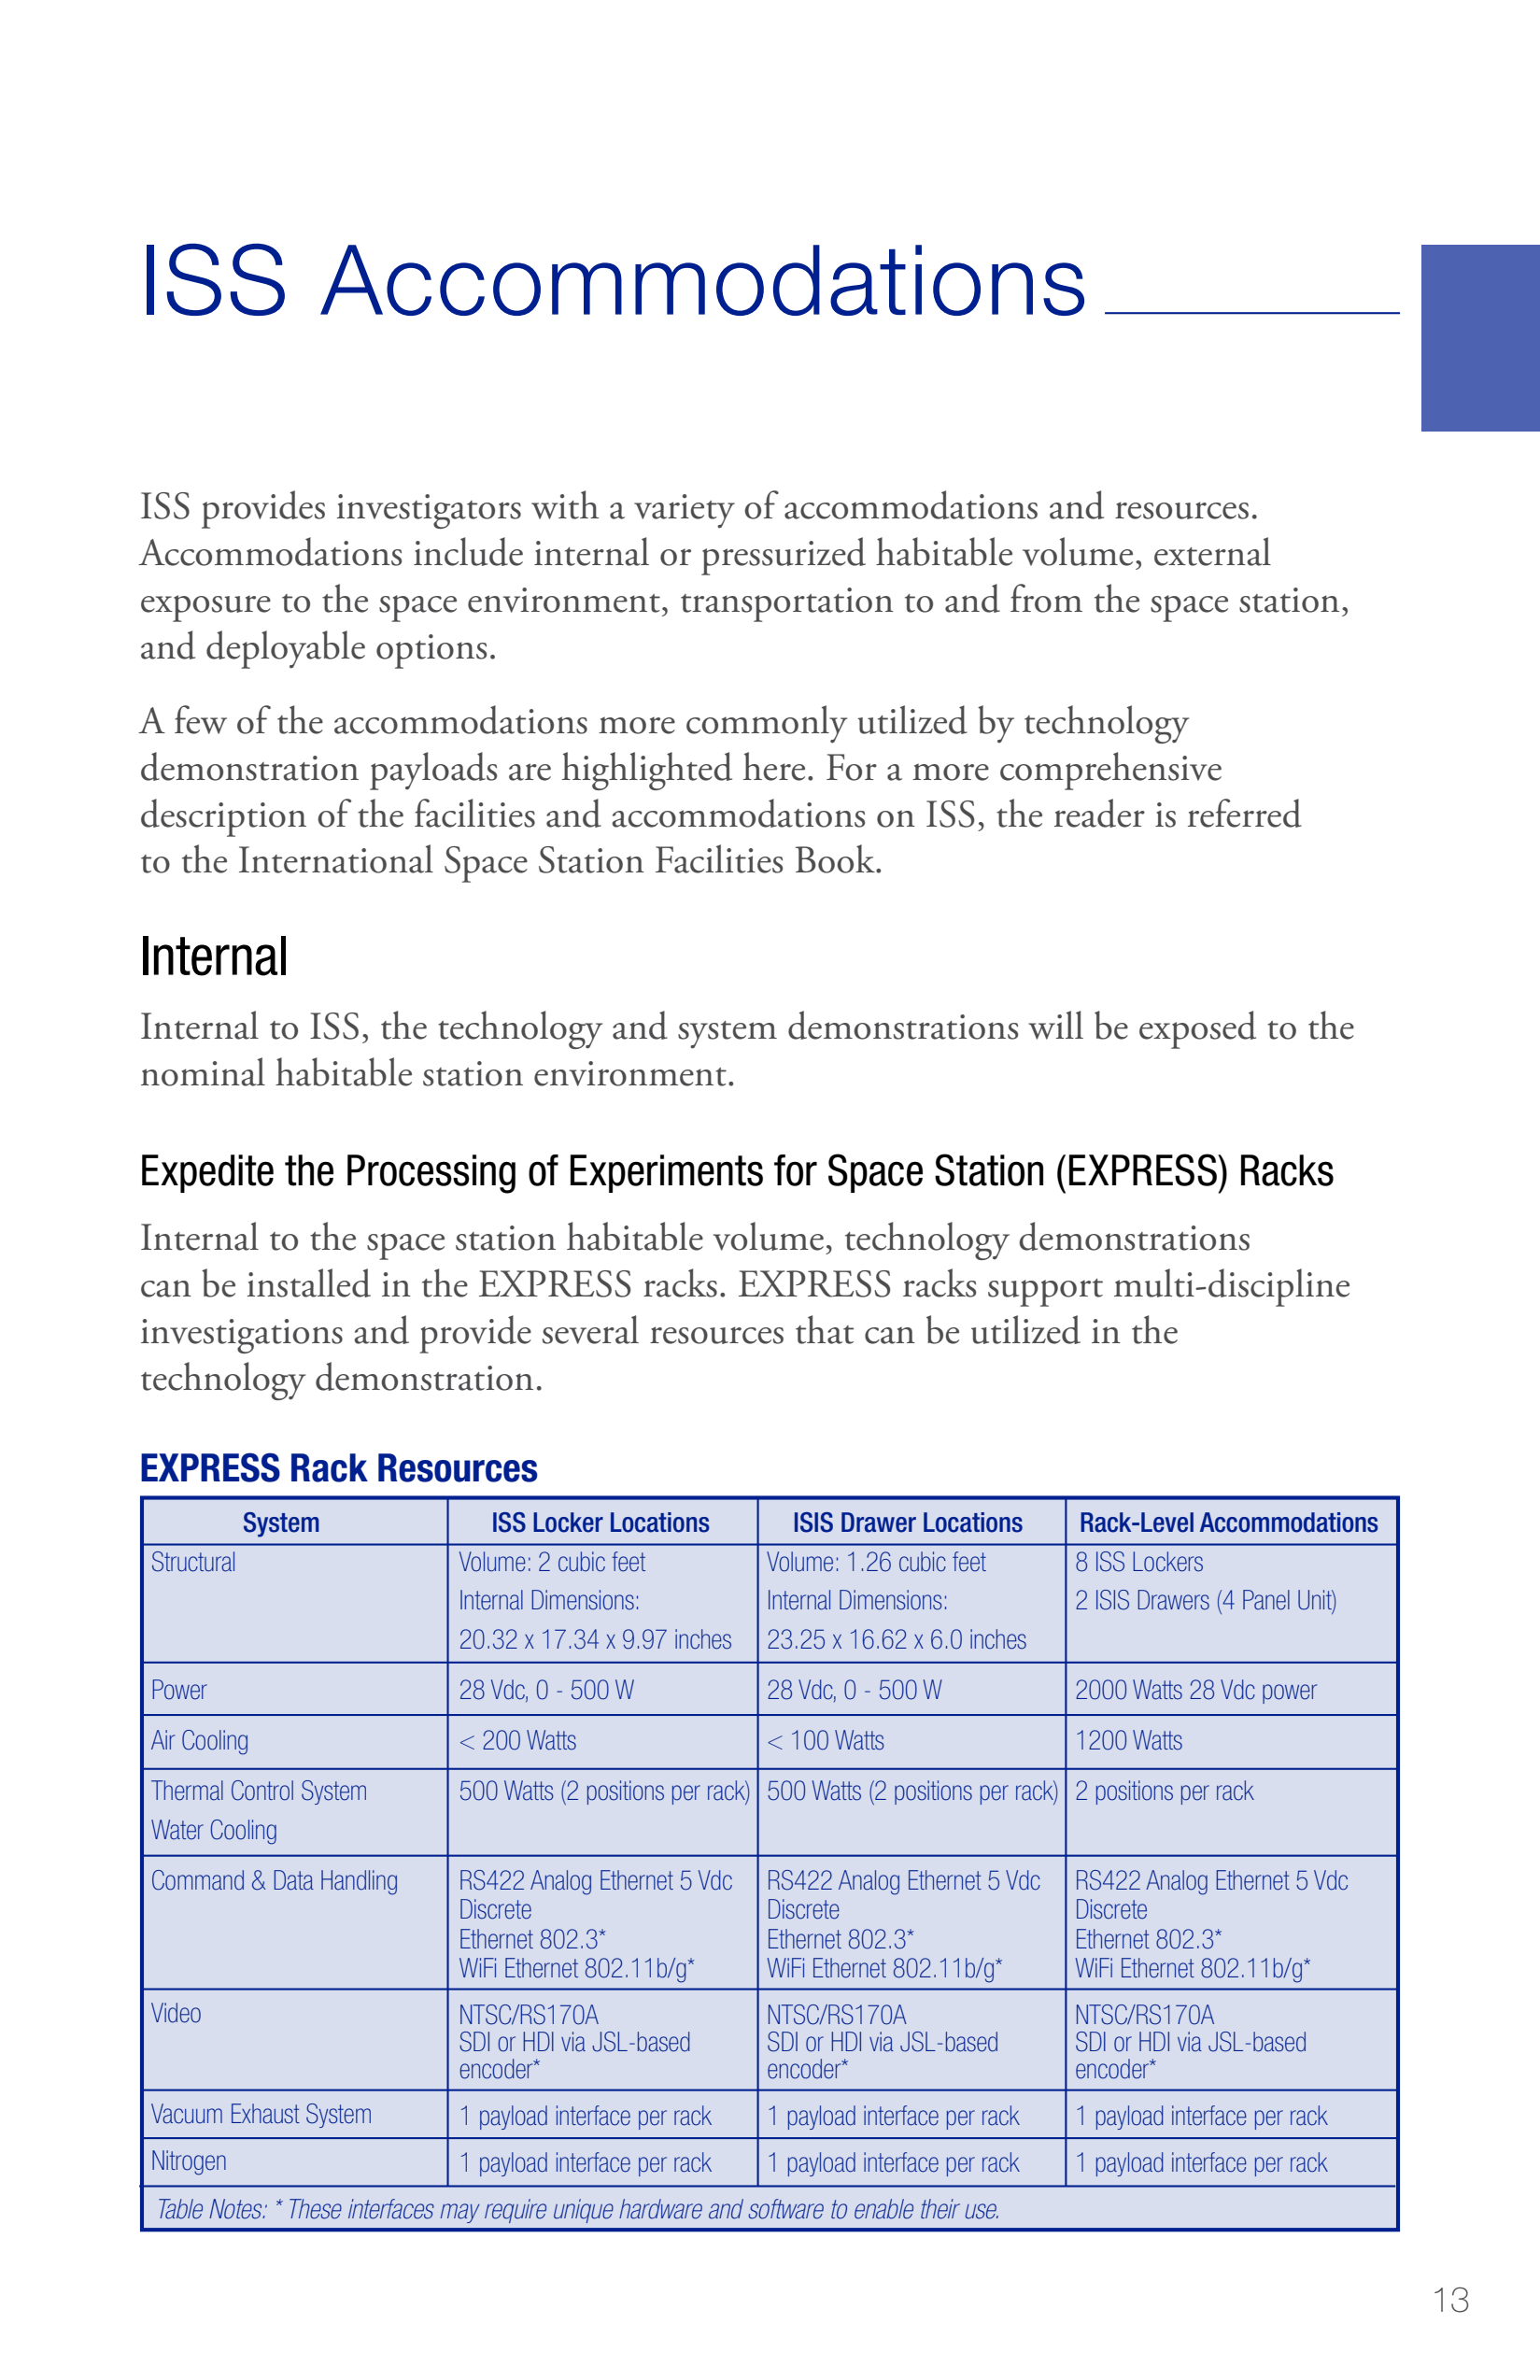 ISS Accommodations
ISS provides investigators with a variety of accommodations and resources.
Accommodations include internal or pressurized habitable volume, external
exposure to the space environment, transportation to and from the space station,
and deployable options.
A few of the accommodations more commonly utilized by technology
demonstration payloads are highlighted here. For a more comprehensive
description of the facilities and accommodations on ISS, the reader is referred
to the International Space Station Facilities Book.
Internal
Internal to ISS, the technology and system demonstrations will be exposed to the
nominal habitable station environment.
Expedite the Processing of Experiments for Space Station (EXPRESS) Racks
Internal to the space station habitable volume, technology demonstrations
can be installed in the EXPRESS racks. EXPRESS racks support multi-discipline
investigations and provide several resources that can be utilized in the
technology demonstration.
EXPRESS Rack Resources
System ISS Locker Locations ISIS Drawer Locations Rack-Level Accommodations
Structural Volume: 2 cubic feet Volume: 1.26 cubic feet 8 ISS Lockers
Internal Dimensions: Internal Dimensions: 2 ISIS Drawers (4 Panel Unit)
20.32 x 17.34 x 9.97 inches 23.25 x 16.62 x 6.0 inches
Power 28 Vdc, 0 - 500 W 28 Vdc, 0 - 500 W 2000 Watts 28 Vdc power
Air Cooling < 200 Watts < 100 Watts 1200 Watts
Thermal Control System 500 Watts (2 positions per rack) 500 Watts (2 positions per rack) 2 positions per rack
Water Cooling
Command & Data Handling RS422 Analog Ethernet 5 Vdc RS422 Analog Ethernet 5 Vdc RS422 Analog Ethernet 5 Vdc
Discrete Discrete Discrete
Ethernet 802.3* Ethernet 802.3* Ethernet 802.3*
WiFi Ethernet 802.11b/g* WiFi Ethernet 802.11b/g* WiFi Ethernet 802.11b/g*
Video NTSC/RS170A NTSC/RS170A NTSC/RS170A
SDI or HDI via JSL-based SDI or HDI via JSL-based SDI or HDI via JSL-based
encoder* encoder* encoder*
Vacuum Exhaust System 1 payload interface per rack 1 payload interface per rack 1 payload interface per rack
Nitrogen 1 payload interface per rack 1 payload interface per rack 1 payload interface per rack
Table Notes: * These interfaces may require unique hardware and software to enable their use.
13